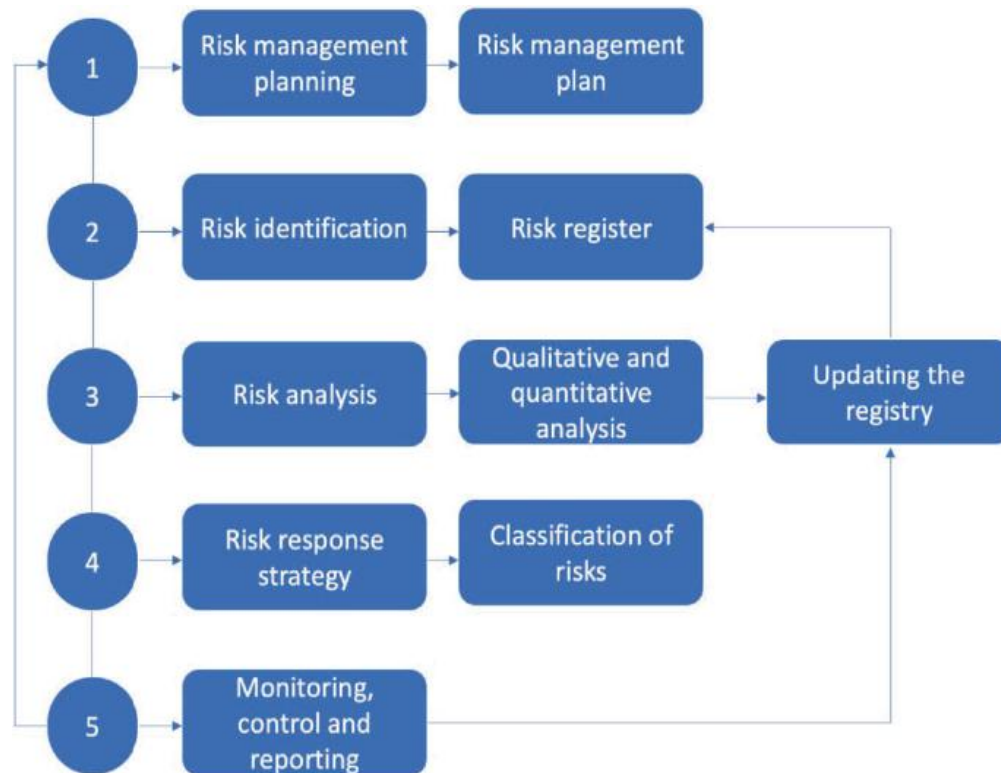 1
Risk management
planning
Risk management
plan
2
Risk identification
Risk register
3
Risk analysis
Qualitative and
quantitative
analysis
Updating the
registry
4
Risk response
strategy
Classification of
risks
5
Monitoring,
control and
reporting